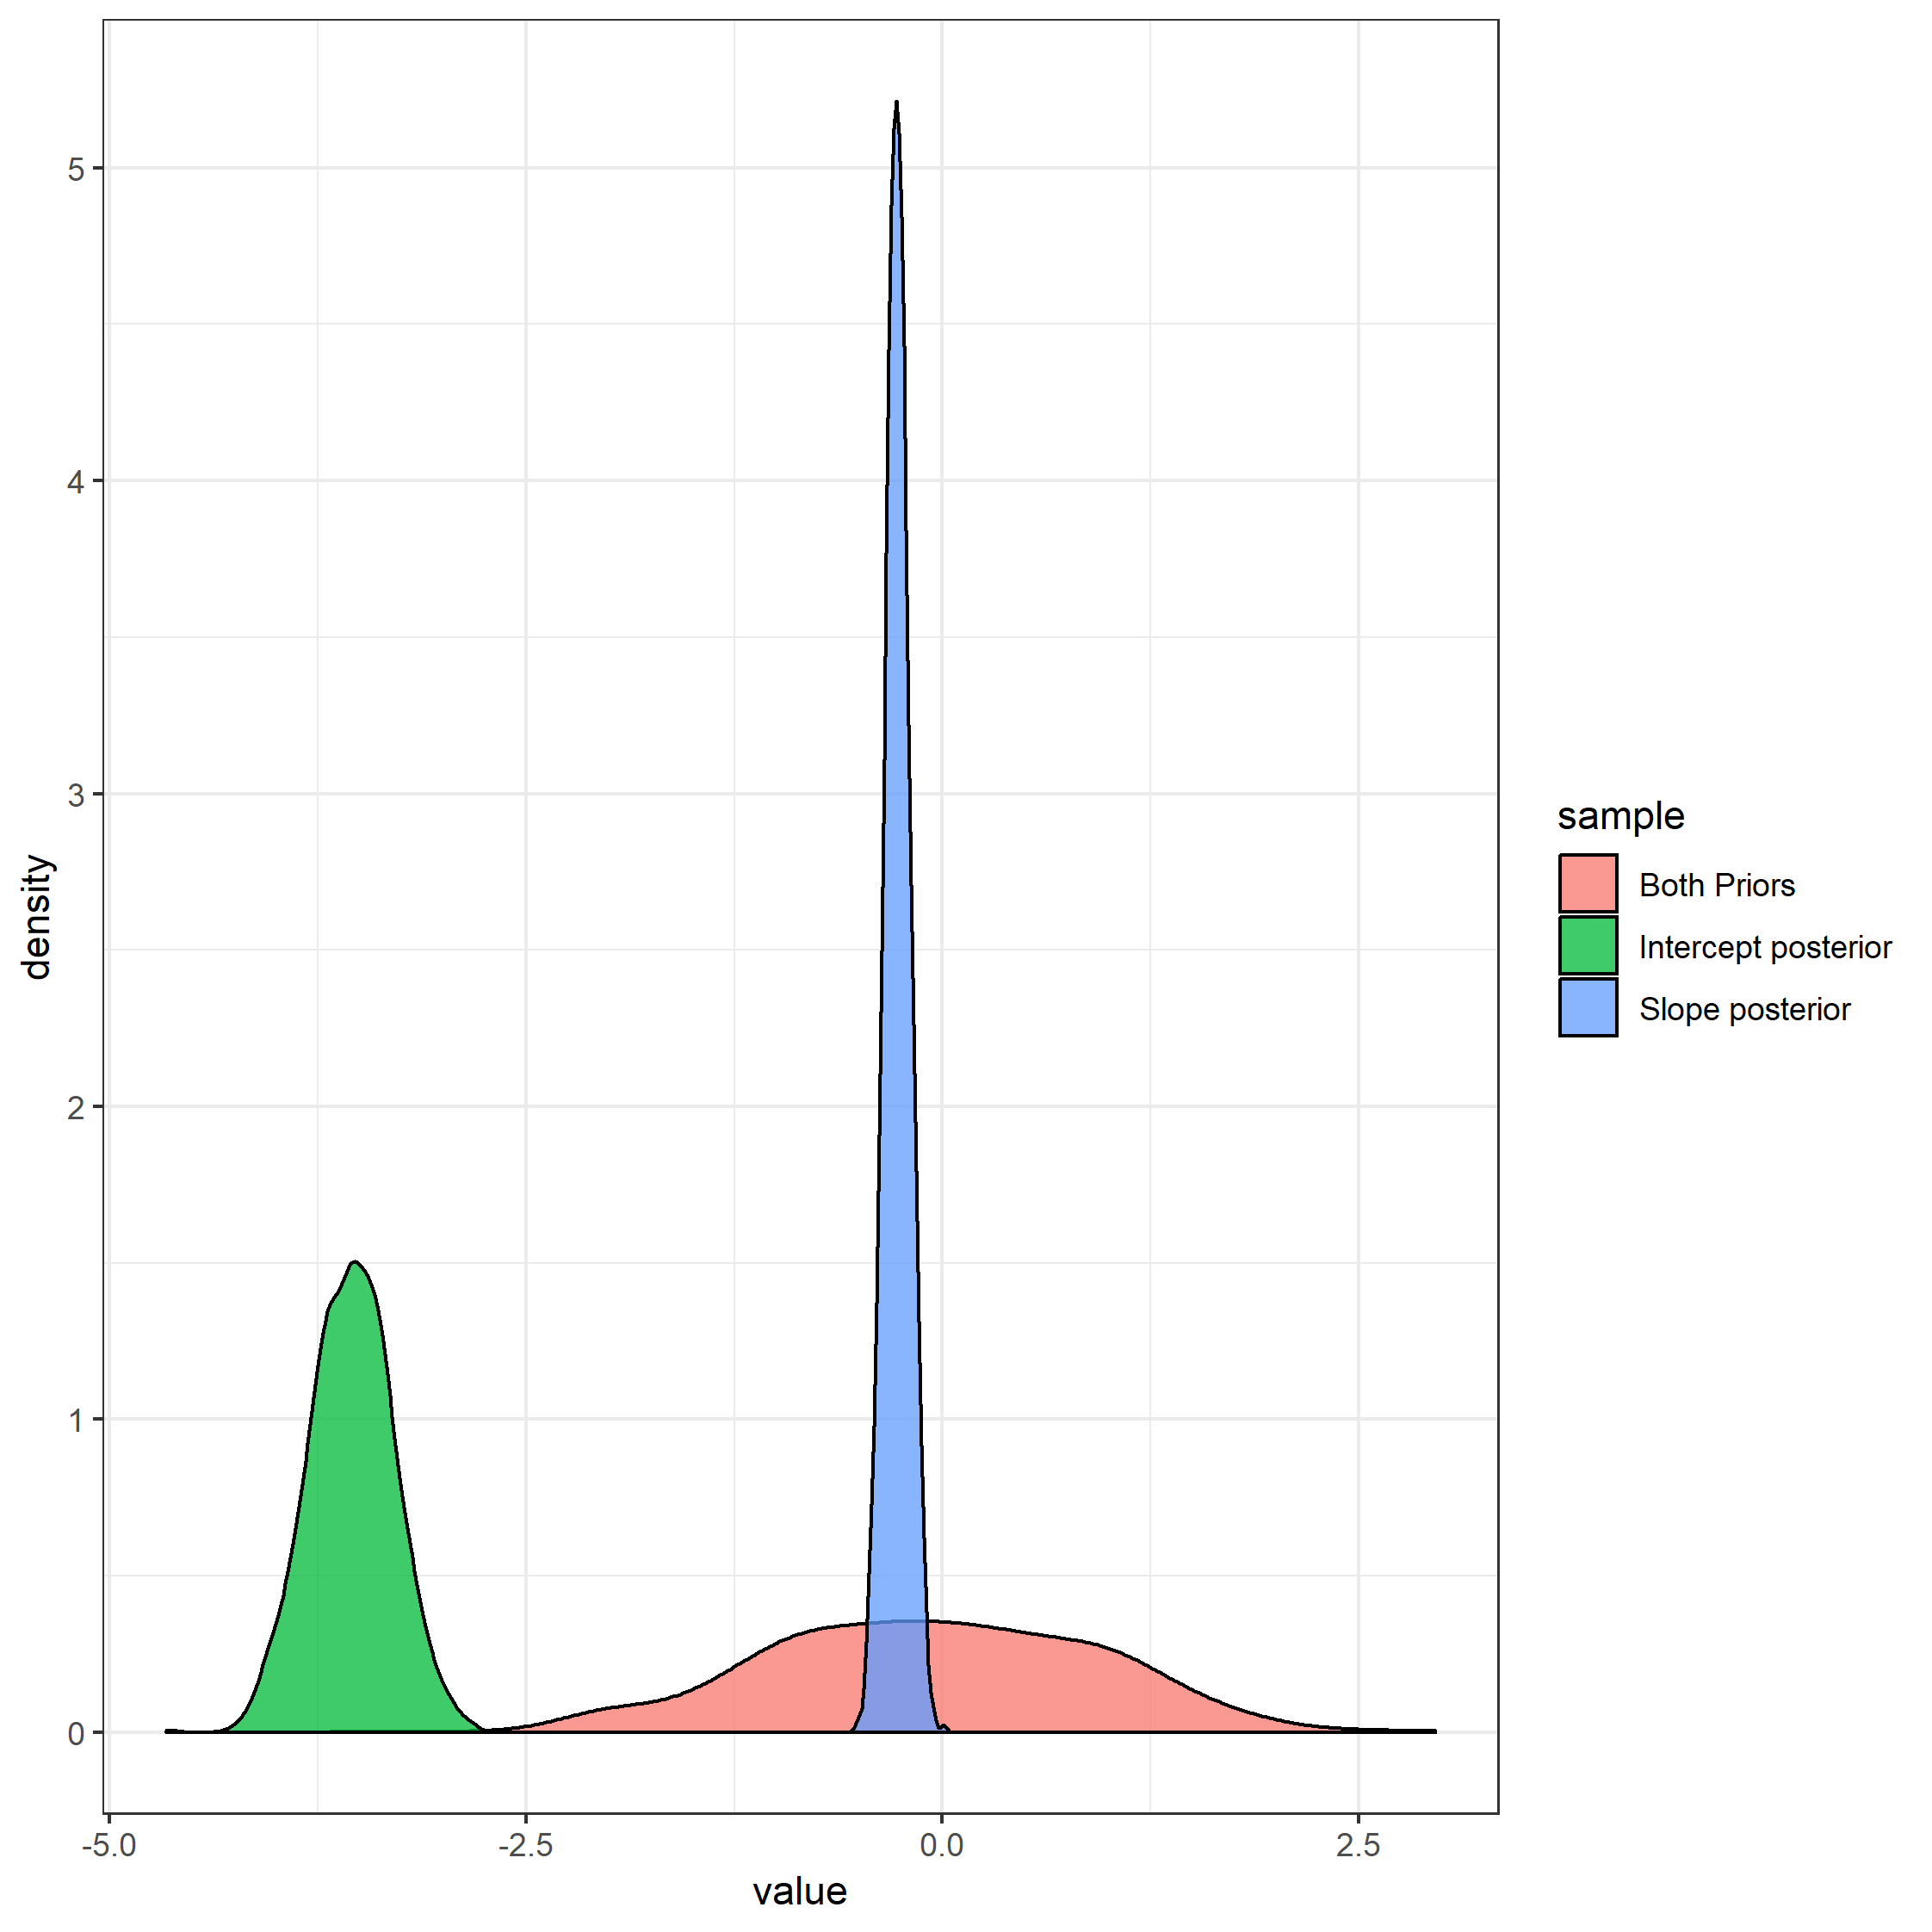 5
4
3
2
1
0
density
-5.0
-2.5
0.0
2.5
value
sample
Both Priors
Intercept posterior
Slope posterior